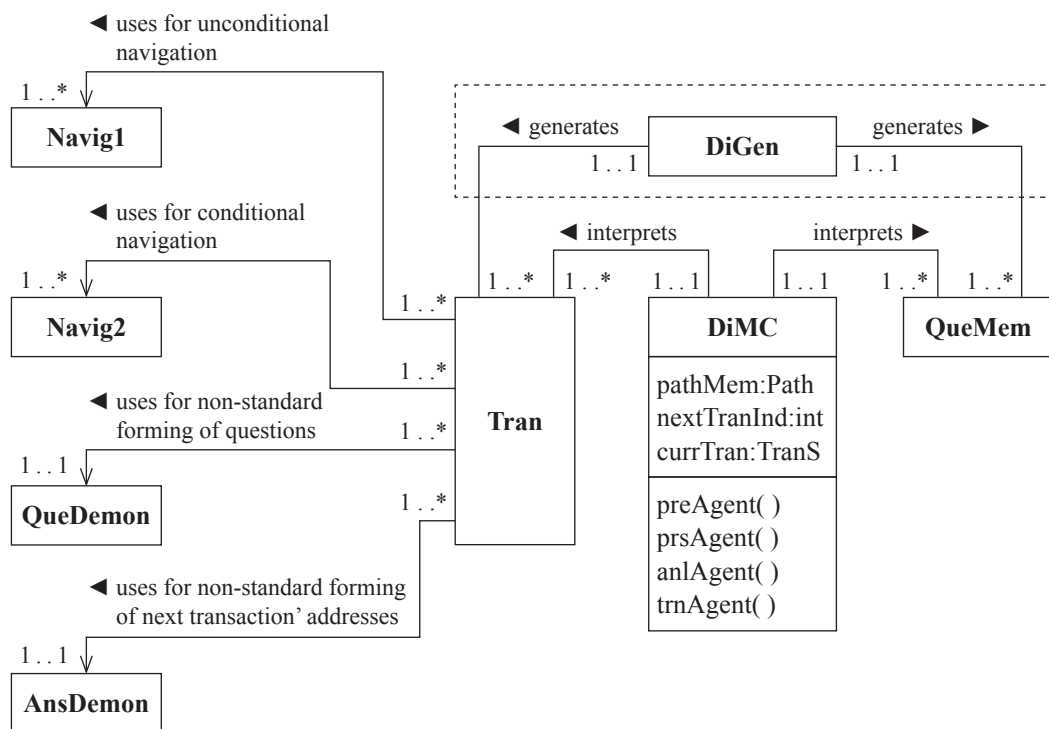 ◄ uses for unconditional
navigation
1 . .*
Navig1
◄ generates
DiGen
generates ►
1 . . 1
1 . . 1
◄ uses for conditional
navigation
◄ interprets
interprets ►
1 . .*
Navig2
1 . .*
1 . .*
1 . .*
1 . . 1
1 . . 1
1 . .*
1 . .*
DiMC
QueMem
1 . .*
pathMem:Path
nextTranInd:int
currTran:TranS
◄ uses for non-standard
forming of questions
1 . .*
Tran
1 . . 1
QueDemon
1 . .*
preAgent( )
prsAgent( )
anlAgent( )
trnAgent( )
◄ uses for non-standard forming
of next transaction’ addresses
1 . . 1
AnsDemon